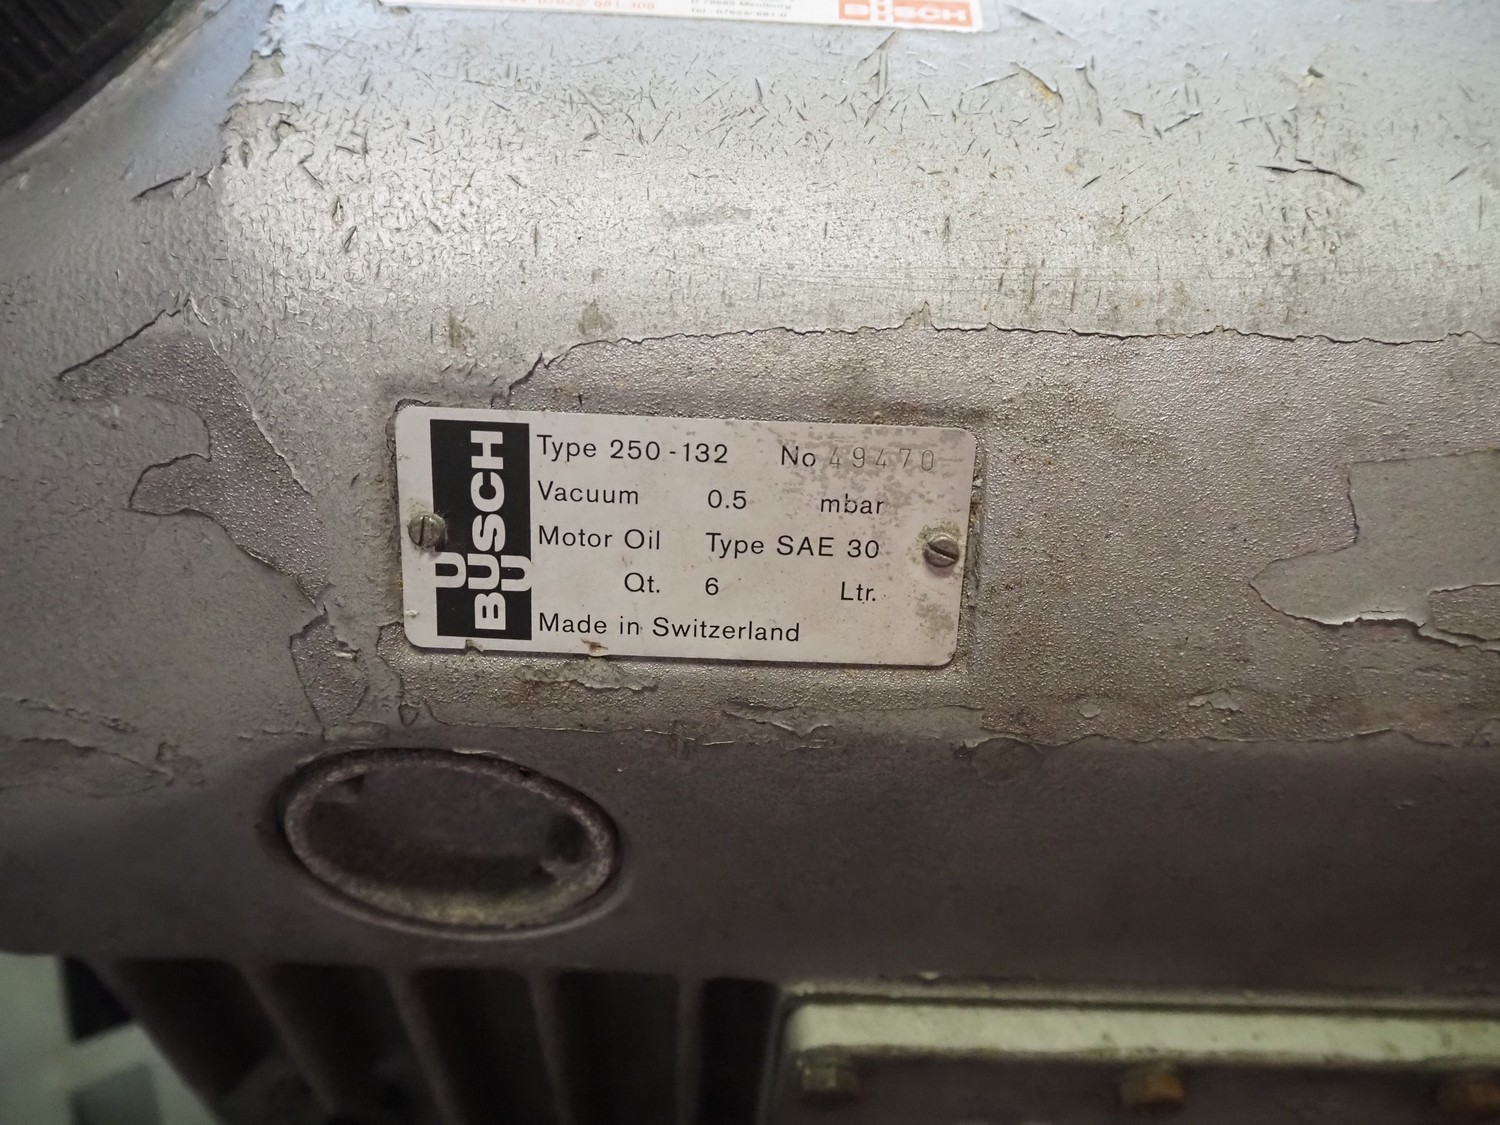 BUSCH
BUSCH
Type 250-132 No 49470
Vacuum 0.5 mbar
Motor Oil Type SAE 30
Qt. 6 Ltr.
Made in Switzerland